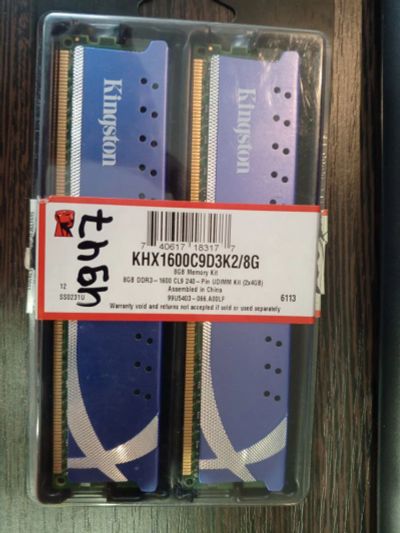 Kingston
Kingston
7 40617 18317 7
KHX1600C9D3K2/8G
8GB Memory Kit
8GB DDR3-1600 CL9 240-Pin UDIMM Kit (2x4GB)
Assembled in China
12
SS0231U
99U5403-066.A00LF
6113
Warranty void and returns not accepted if sold or used separately